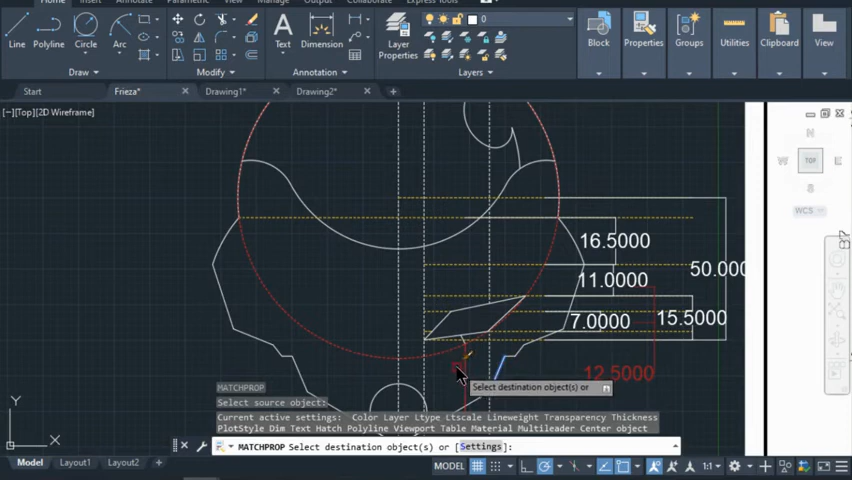 Home Insert Annotate Parametric View Manage Output Collaborate Express Tools
Line Polyline Circle Arc Text Dimension Layer Properties 0 Block Properties Groups Utilities Clipboard View
Draw Modify Annotation Layers
Start Frieza* Drawing1* Drawing2*
[−][Top][2D Wireframe]
N
W TOP E
S
WCS
16.5000
50.000
11.0000
7.0000 15.5000
12.5000
MATCHPROP
Select destination object(s) or
Select source object:
Current active settings: Color Layer Ltype Ltscale Lineweight Transparency Thickness
PlotStyle Dim Text Hatch Polyline Viewport Table Material Multileader Center object
Y
X
MATCHPROP Select destination object(s) or [Settings]:
Model Layout1 Layout2
MODEL 1:1